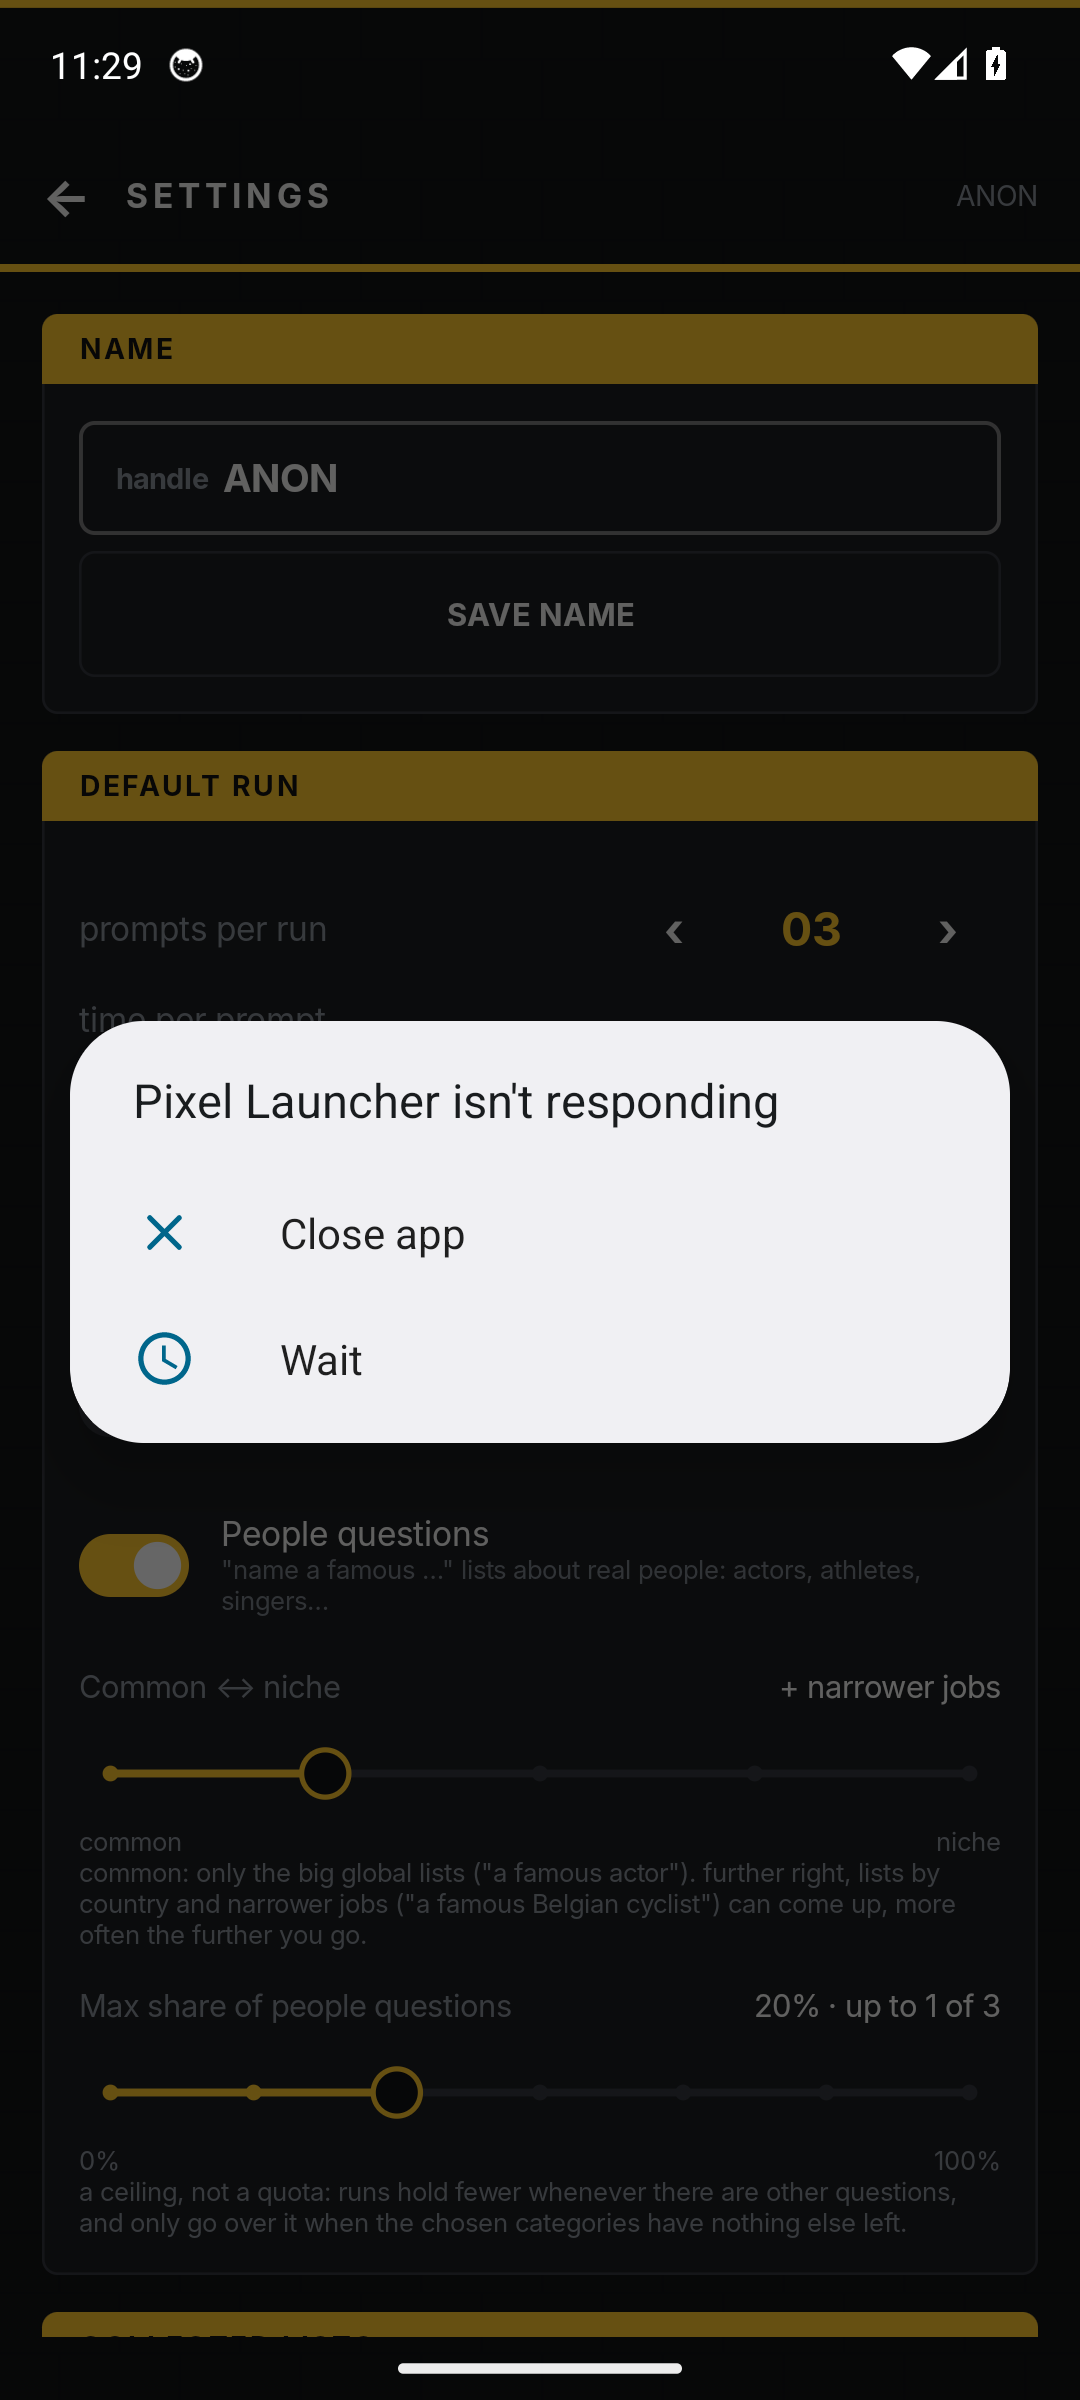 11:29
SETTINGS
ANON
NAME
handle ANON
SAVE NAME
DEFAULT RUN
prompts per run
‹ 03 ›
time per prompt
Pixel Launcher isn't responding
Close app
Wait
People questions
"name a famous ..." lists about real people: actors, athletes,
singers...
Common ↔ niche
+ narrower jobs
common
niche
common: only the big global lists ("a famous actor"). further right, lists by
country and narrower jobs ("a famous Belgian cyclist") can come up, more
often the further you go.
Max share of people questions
20% · up to 1 of 3
0%
100%
a ceiling, not a quota: runs hold fewer whenever there are other questions,
and only go over it when the chosen categories have nothing else left.